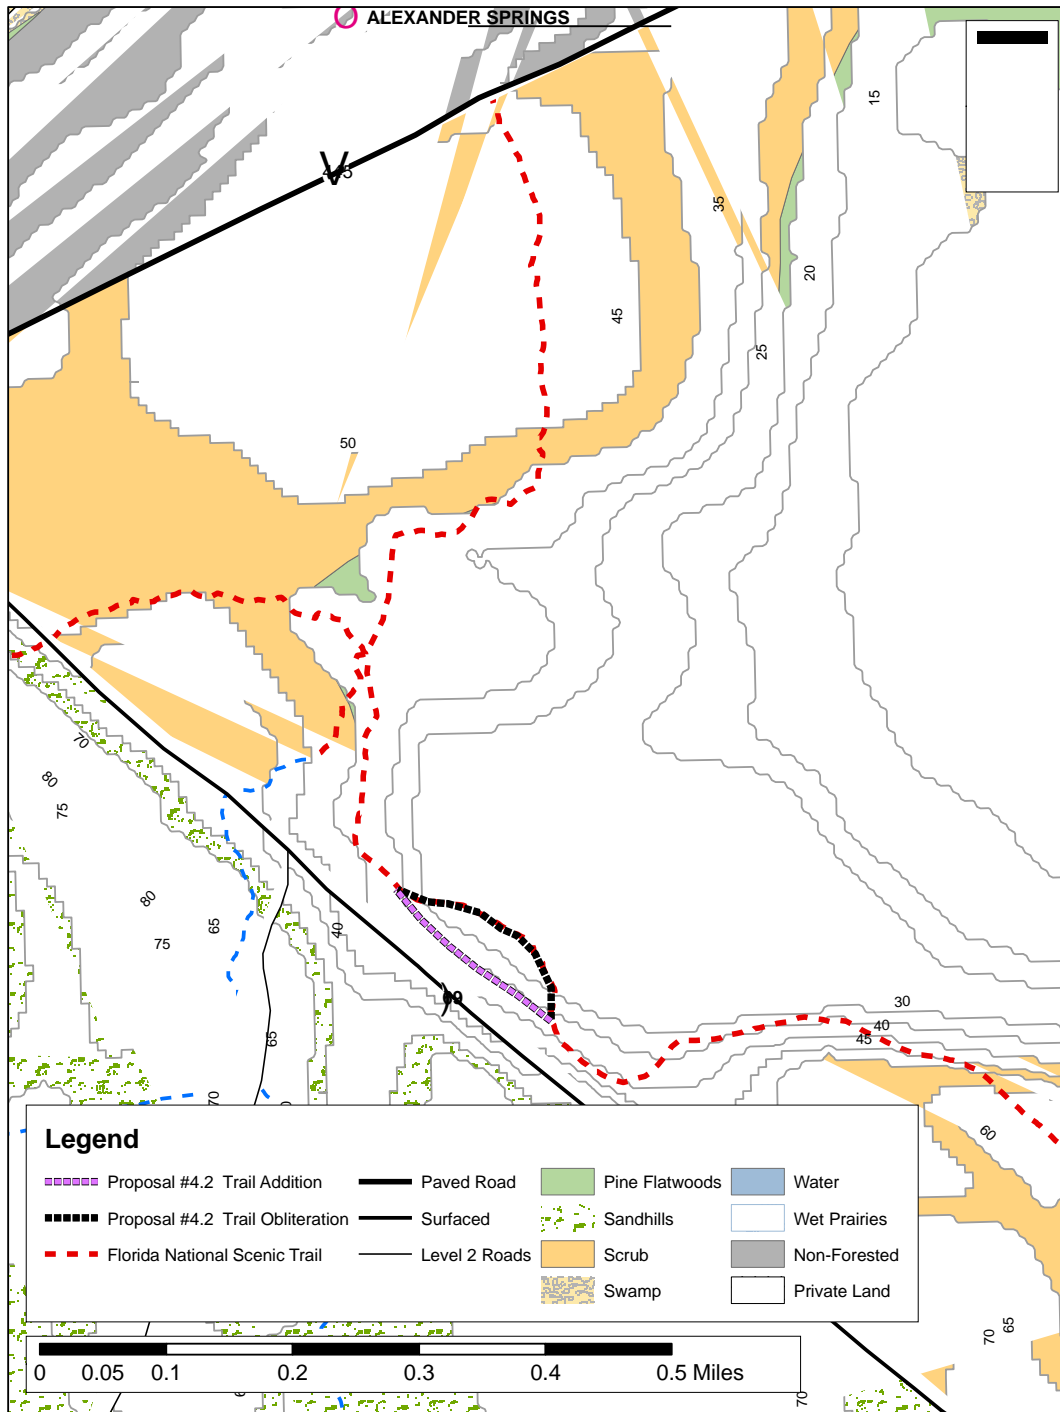 ALEXANDER SPRINGS
15
35
20
45
25
50
70
80
75
80
65
75
40
30
40
45
65
70
60
Legend
Proposal #4.2 Trail Addition
Paved Road
Pine Flatwoods
Water
Proposal #4.2 Trail Obliteration
Surfaced
Sandhills
Wet Prairies
Florida National Scenic Trail
Level 2 Roads
Scrub
Non-Forested
Swamp
Private Land
65
70
0 0.05 0.1 0.2 0.3 0.4 0.5 Miles
70